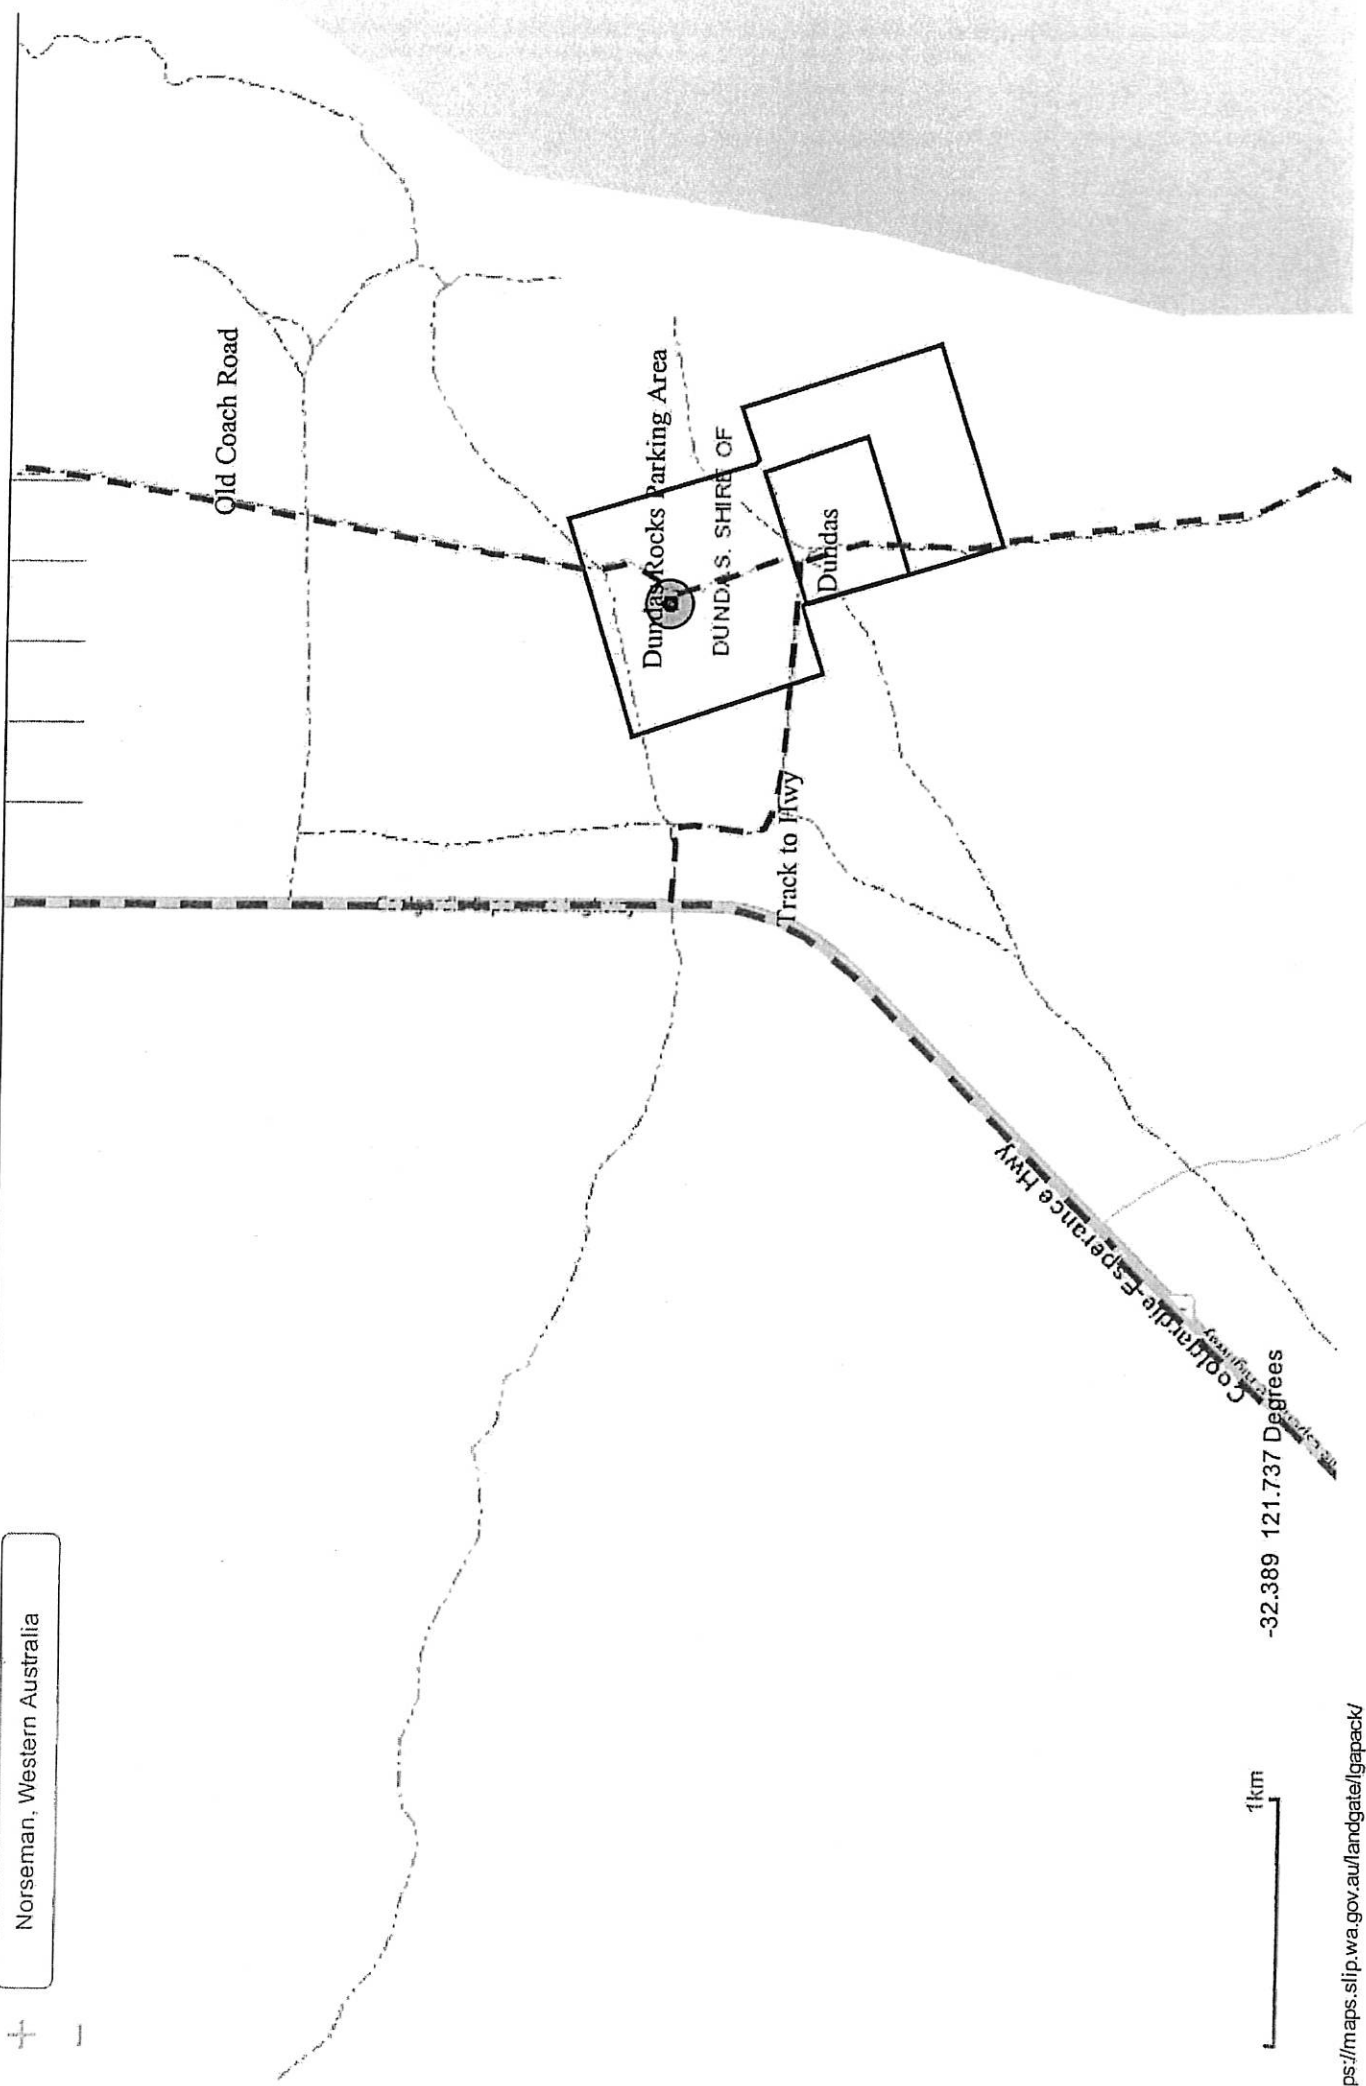 +
−
Norseman, Western Australia
Old Coach Road
Dundas Rocks Parking Area
DUNDAS. SHIRE OF
Dundas
Track to Hwy
Coolgardie-Esperance Hwy
-32.389 121.737 Degrees
1km
ps://maps.slip.wa.gov.au/landgate/lgapack/